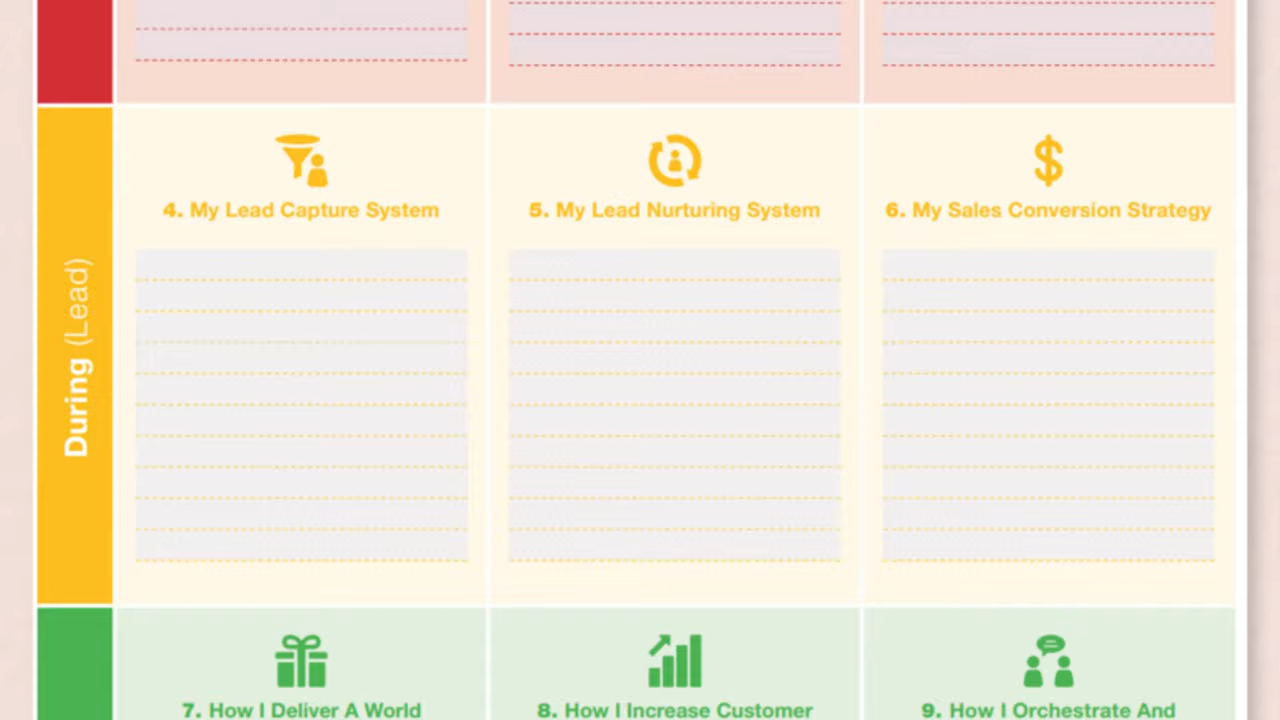 During (Lead)
4. My Lead Capture System
5. My Lead Nurturing System
6. My Sales Conversion Strategy
7. How I Deliver A World
8. How I Increase Customer
9. How I Orchestrate And